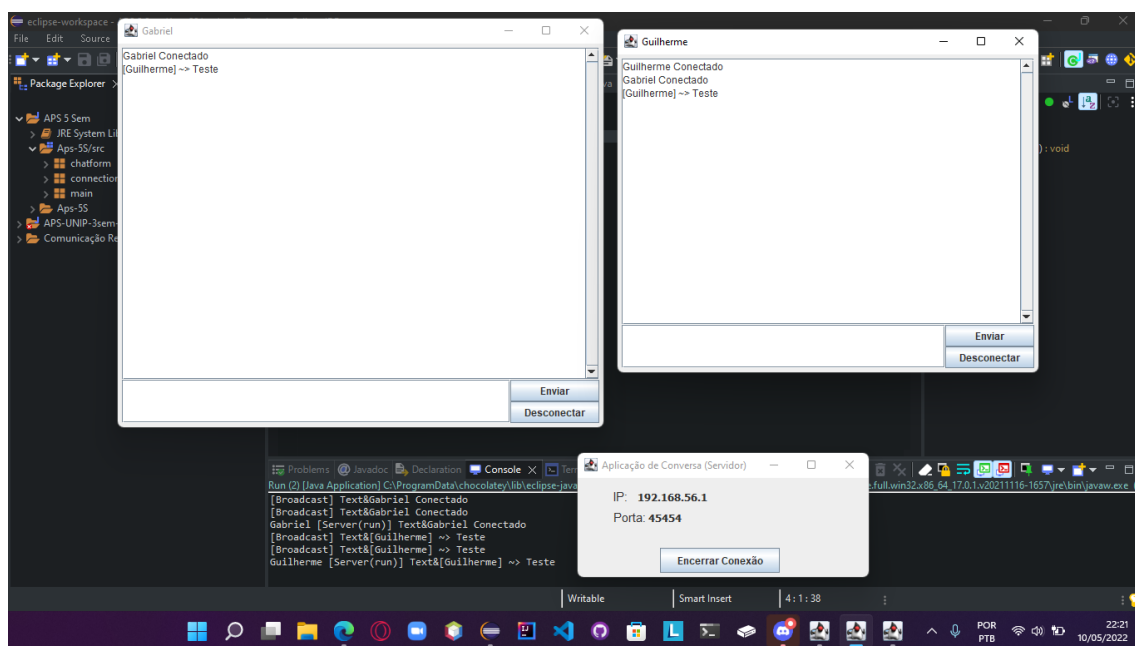 eclipse-workspace -
File Edit Source
Package Explorer
APS 5 Sem
JRE System Li
Aps-5S/src
chatform
connection
main
Aps-5S
APS-UNIP-3sem-
Comunicação Re
Gabriel
Gabriel Conectado
[Guilherme] ~> Teste
Enviar
Desconectar
Guilherme
Guilherme Conectado
Gabriel Conectado
[Guilherme] ~> Teste
Enviar
Desconectar
) : void
Problems Javadoc Declaration Console Ter
Run (2) [Java Application] C:\ProgramData\chocolatey\lib\eclipse-java
e.full.win32.x86_64_17.0.1.v20211116-1657\jre\bin\javaw.exe (
[Broadcast] Text&Gabriel Conectado
[Broadcast] Text&Gabriel Conectado
Gabriel [Server(run)] Text&Gabriel Conectado
[Broadcast] Text&[Guilherme] ~> Teste
[Broadcast] Text&[Guilherme] ~> Teste
Guilherme [Server(run)] Text&[Guilherme] ~> Teste
Aplicação de Conversa (Servidor)
IP: 192.168.56.1
Porta: 45454
Encerrar Conexão
Writable Smart Insert 4 : 1 : 38
POR
PTB
22:21
10/05/2022